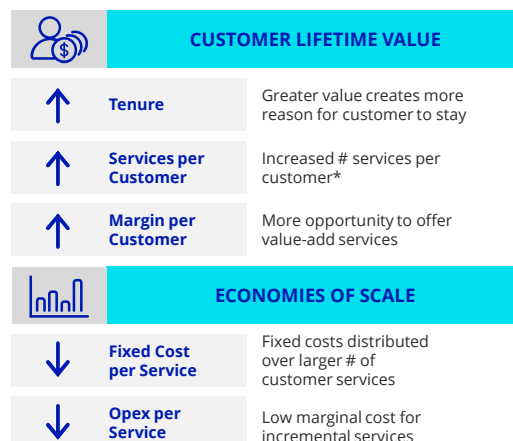 CUSTOMER LIFETIME VALUE
Tenure
Greater value creates more
reason for customer to stay
Services per
Customer
Increased # services per
customer*
Margin per
Customer
More opportunity to offer
value-add services
ECONOMIES OF SCALE
Fixed Cost
per Service
Fixed costs distributed
over larger # of
customer services
Opex per
Service
Low marginal cost for
incremental services